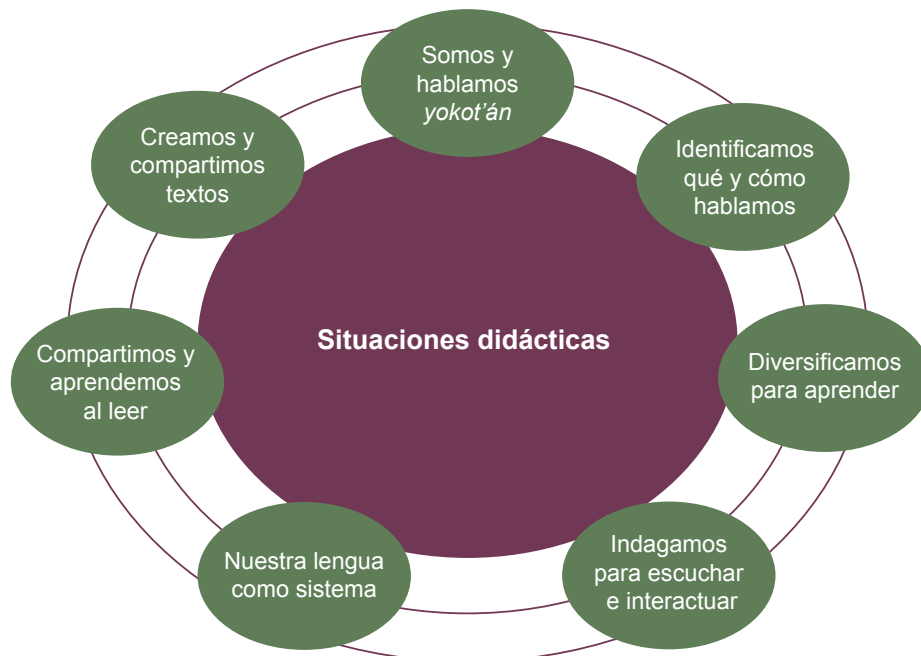 Somos y
hablamos
yokot’án
Identificamos
qué y cómo
hablamos
Diversificamos
para aprender
Indagamos
para escuchar
e interactuar
Nuestra lengua
como sistema
Compartimos y
aprendemos
al leer
Creamos y
compartimos
textos
Situaciones didácticas